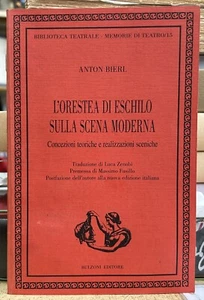 BIBLIOTECA TEATRALE - MEMORIE DI TEATRO/15
ANTON BIERL
L'ORESTEA DI ESCHILO
SULLA SCENA MODERNA
Concezioni teoriche e realizzazioni sceniche
Traduzione di Luca Zenobi
Premessa di Massimo Fusillo
Postfazione dell'autore alla nuova edizione italiana
BULZONI EDITORE